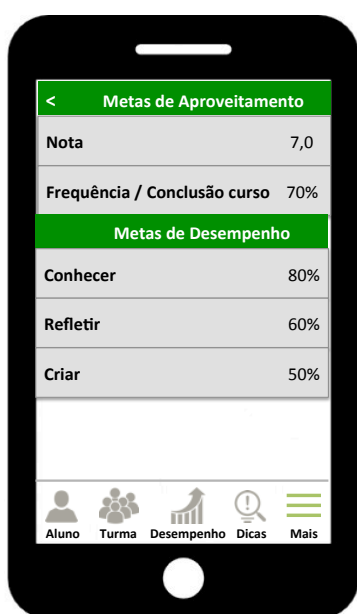 < Metas de Aproveitamento
Nota 7,0
Frequência / Conclusão curso 70%
Metas de Desempenho
Conhecer 80%
Refletir 60%
Criar 50%
Aluno Turma Desempenho Dicas Mais